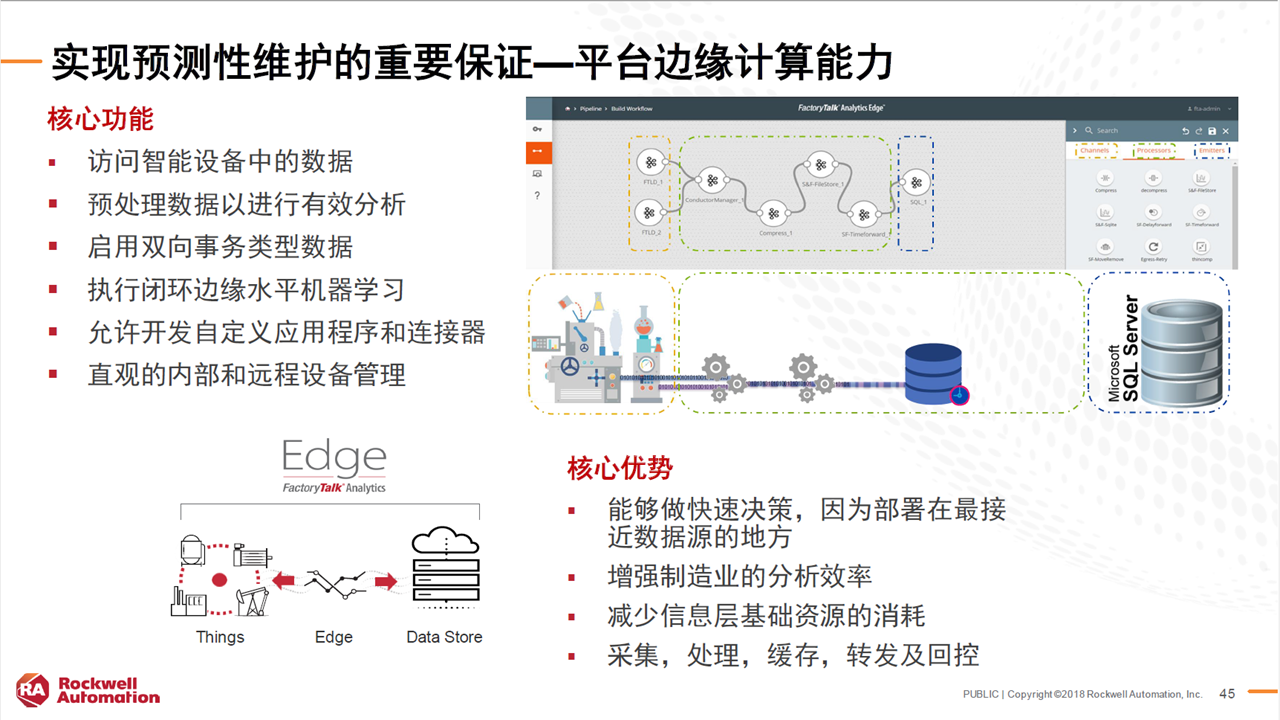 实现预测性维护的重要保证—平台边缘计算能力
核心功能
▪ 访问智能设备中的数据
▪ 预处理数据以进行有效分析
▪ 启用双向事务类型数据
▪ 执行闭环边缘水平机器学习
▪ 允许开发自定义应用程序和连接器
▪ 直观的内部和远程设备管理
Pipeline > Build Workflow
FactoryTalk Analytics Edge
fta-admin
Search
Channels Processors Emitters
FTLD_1
FTLD_2
ConductorManager_1
Compress_1
S&F-FileStore_1
SF-Timeforward_
SQL_1
Compress decompress S&F-FileStore
S&F-Sqlite SF-Delayforward SF-Timeforward
SF-MoveRemove Egress-Retry thincomp
Microsoft
SQL Server
Edge
FactoryTalk Analytics
Things Edge Data Store
核心优势
▪ 能够做快速决策，因为部署在最接
近数据源的地方
▪ 增强制造业的分析效率
▪ 减少信息层基础资源的消耗
▪ 采集，处理，缓存，转发及回控
RA
Rockwell
Automation
PUBLIC | Copyright ©2018 Rockwell Automation, Inc. 45